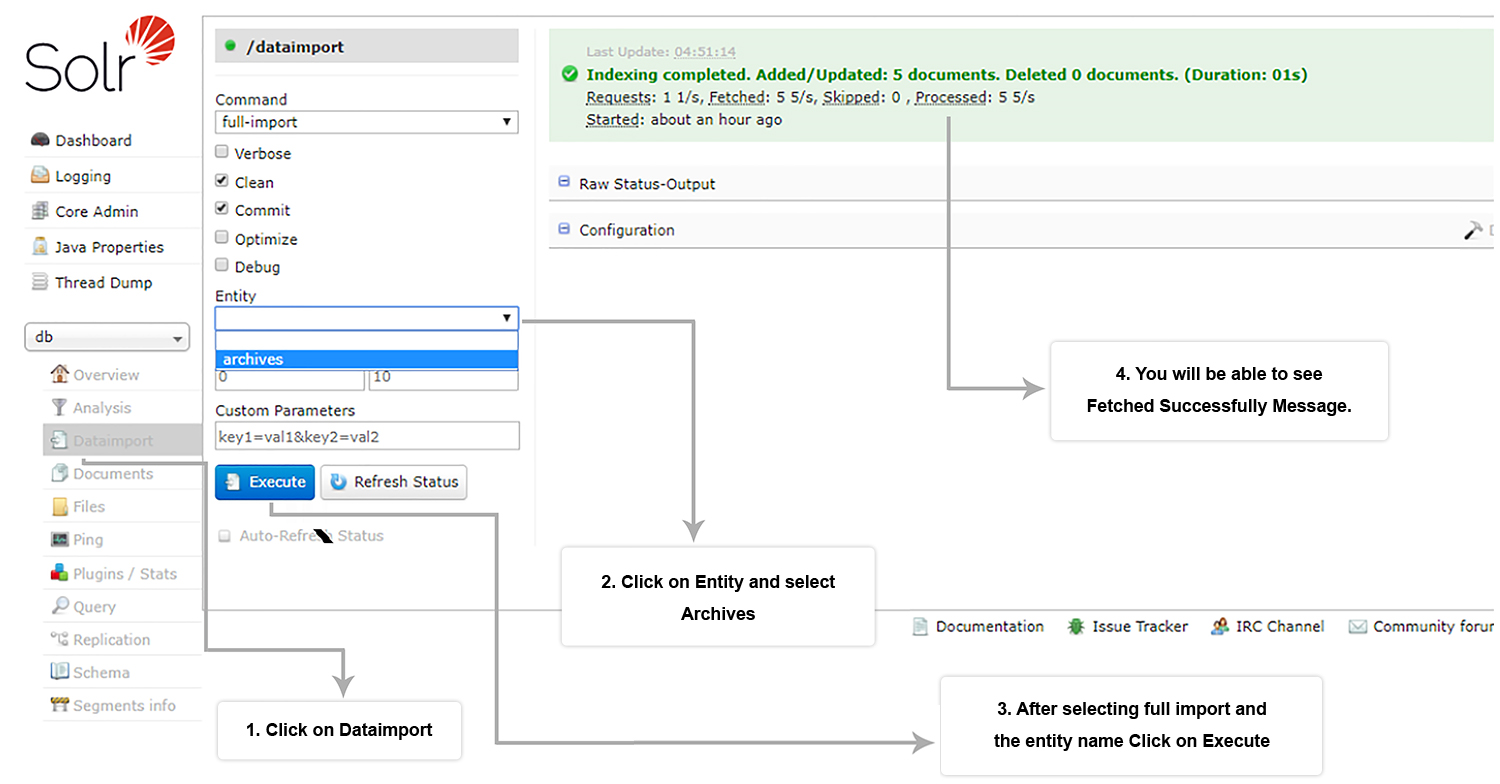 Solr
Dashboard
Logging
Core Admin
Java Properties
Thread Dump
db
Overview
Analysis
Dataimport
Documents
Files
Ping
Plugins / Stats
Query
Replication
Schema
Segments info
/dataimport
Command
full-import
Verbose
Clean
Commit
Optimize
Debug
Entity
archives
0 10
Custom Parameters
key1=val1&key2=val2
Execute Refresh Status
Auto-Refresh Status
Last Update: 04:51:14
Indexing completed. Added/Updated: 5 documents. Deleted 0 documents. (Duration: 01s)
Requests: 1 1/s, Fetched: 5 5/s, Skipped: 0 , Processed: 5 5/s
Started: about an hour ago
Raw Status-Output
Configuration
1. Click on Dataimport
2. Click on Entity and select
Archives
3. After selecting full import and
the entity name Click on Execute
4. You will be able to see
Fetched Successfully Message.
Documentation Issue Tracker IRC Channel Community